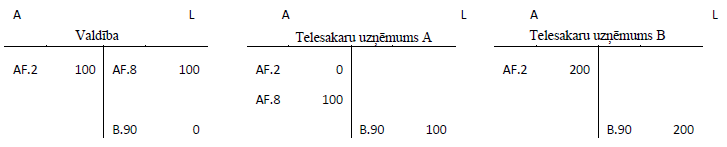 A L A L A L
Valdība Telesakaru uzņēmums A Telesakaru uzņēmums B
AF.2 100 AF.8 100 AF.2 0 AF.2 200
AF.8 100
B.90 0 B.90 100 B.90 200